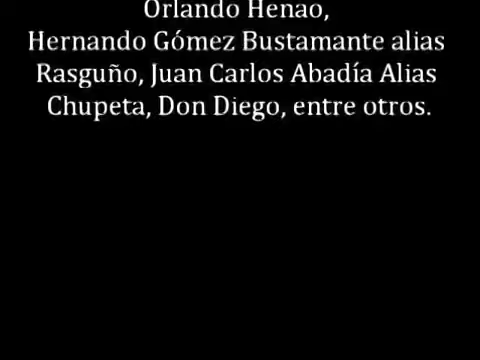 Orlando Henao,
Hernando Gómez Bustamante alias
Rasguño, Juan Carlos Abadía Alias
Chupeta, Don Diego, entre otros.